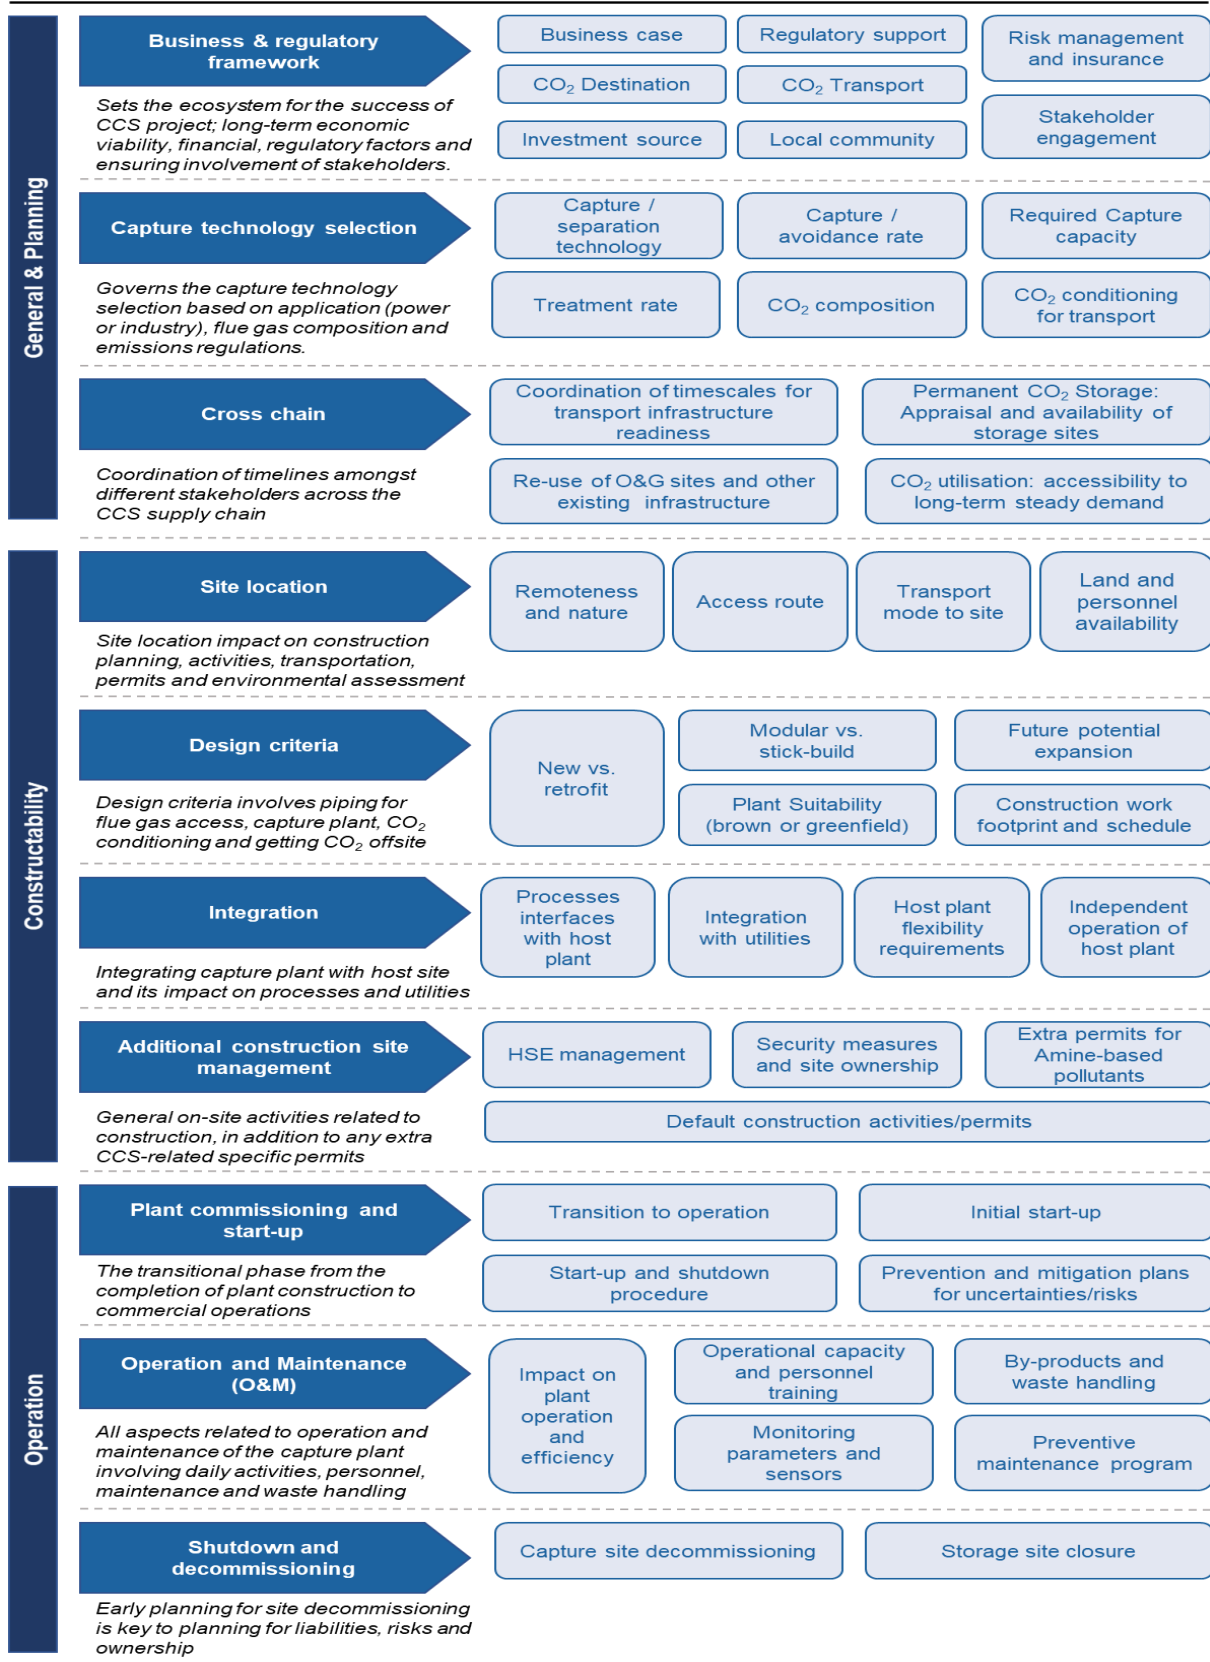 General & Planning
Business & regulatory
framework
Sets the ecosystem for the success of
CCS project; long-term economic
viability, financial, regulatory factors and
ensuring involvement of stakeholders.
Business case
Regulatory support
Risk management
and insurance
CO₂ Destination
CO₂ Transport
Stakeholder
engagement
Investment source
Local community
Capture technology selection
Governs the capture technology
selection based on application (power
or industry), flue gas composition and
emissions regulations.
Capture /
separation
technology
Capture /
avoidance rate
Required Capture
capacity
Treatment rate
CO₂ composition
CO₂ conditioning
for transport
Cross chain
Coordination of timelines amongst
different stakeholders across the
CCS supply chain
Coordination of timescales for
transport infrastructure
readiness
Permanent CO₂ Storage:
Appraisal and availability of
storage sites
Re-use of O&G sites and other
existing infrastructure
CO₂ utilisation: accessibility to
long-term steady demand
Constructability
Site location
Site location impact on construction
planning, activities, transportation,
permits and environmental assessment
Remoteness
and nature
Access route
Transport
mode to site
Land and
personnel
availability
Design criteria
Design criteria involves piping for
flue gas access, capture plant, CO₂
conditioning and getting CO₂ offsite
New vs.
retrofit
Modular vs.
stick-build
Future potential
expansion
Plant Suitability
(brown or greenfield)
Construction work
footprint and schedule
Integration
Integrating capture plant with host site
and its impact on processes and utilities
Processes
interfaces
with host
plant
Integration
with utilities
Host plant
flexibility
requirements
Independent
operation of
host plant
Additional construction site
management
General on-site activities related to
construction, in addition to any extra
CCS-related specific permits
HSE management
Security measures
and site ownership
Extra permits for
Amine-based
pollutants
Default construction activities/permits
Operation
Plant commissioning and
start-up
The transitional phase from the
completion of plant construction to
commercial operations
Transition to operation
Initial start-up
Start-up and shutdown
procedure
Prevention and mitigation plans
for uncertainties/risks
Operation and Maintenance
(O&M)
All aspects related to operation and
maintenance of the capture plant
involving daily activities, personnel,
maintenance and waste handling
Impact on
plant
operation
and
efficiency
Operational capacity
and personnel
training
By-products and
waste handling
Monitoring
parameters and
sensors
Preventive
maintenance program
Shutdown and
decommissioning
Early planning for site decommissioning
is key to planning for liabilities, risks and
ownership
Capture site decommissioning
Storage site closure